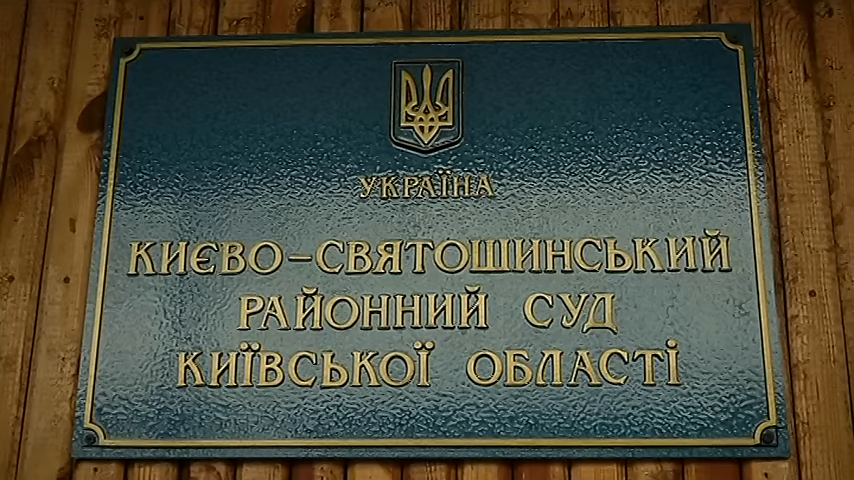 УКРАЇНА
КИЄВО-СВЯТОШИНСЬКИЙ
РАЙОННИЙ СУД
КИЇВСЬКОЇ ОБЛАСТІ